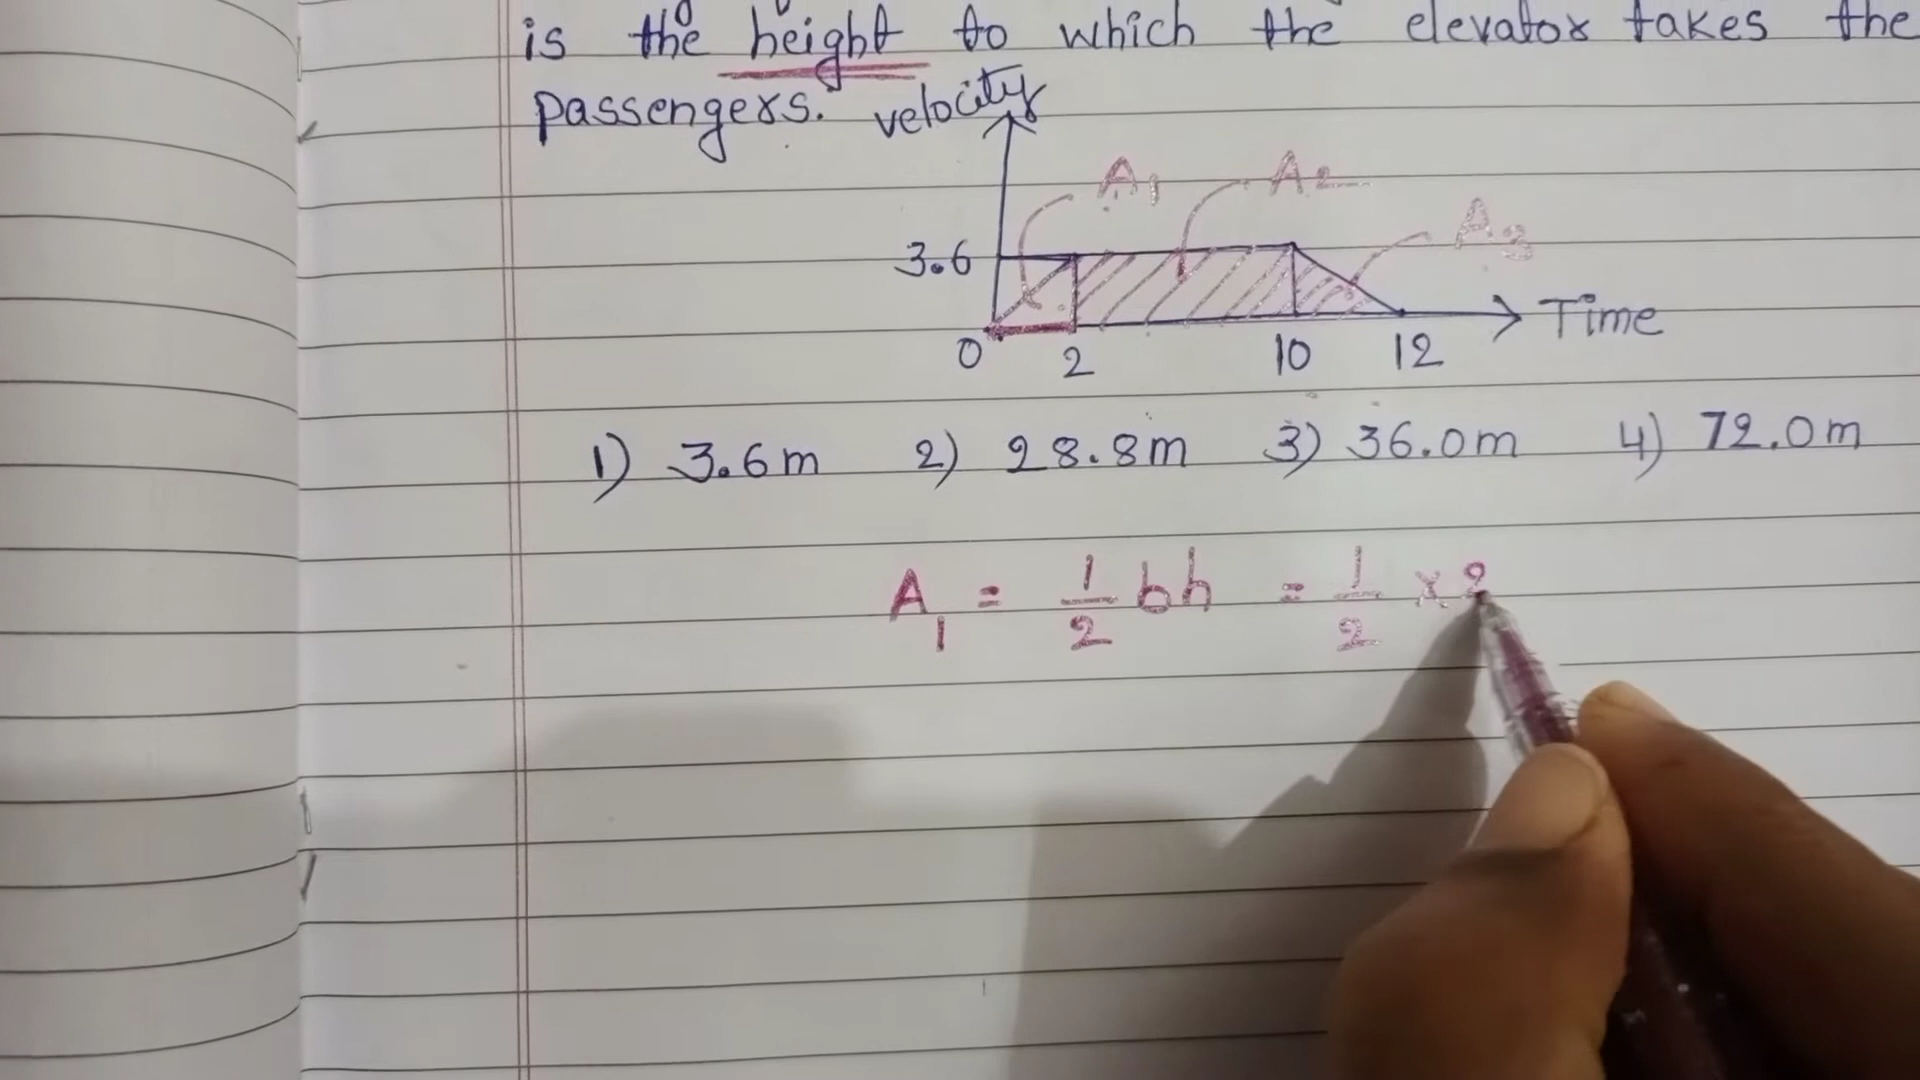 is the height to which the elevator takes the
passengers.
velocity
A1 A2
A3
3.6
Time
0 2 10 12
1) 3.6m 2) 28.8m 3) 36.0m 4) 72.0m
A1 = 1/2 bh = 1/2 x 2